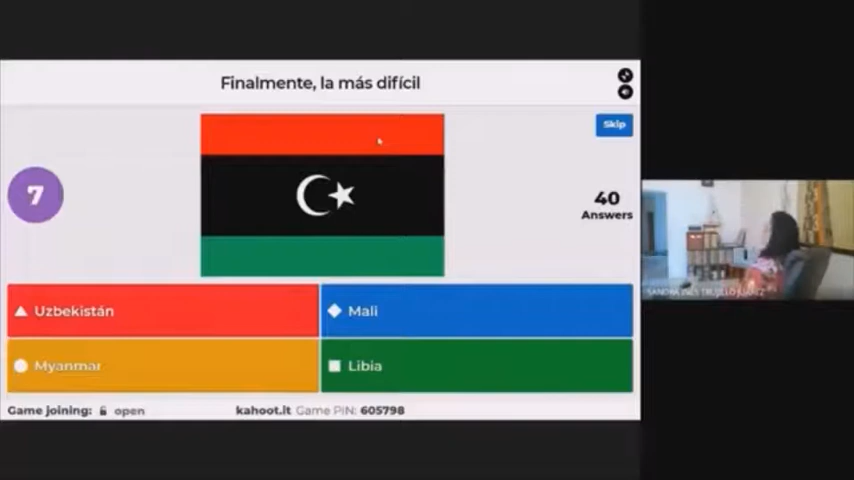 Finalmente, la más difícil
Skip
7
40
Answers
Uzbekistán
Mali
Myanmar
Libia
Game joining: open
kahoot.it Game PIN: 605798